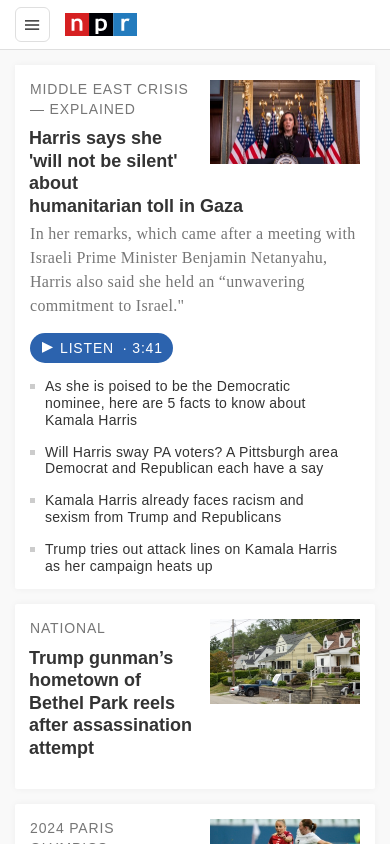 npr
MIDDLE EAST CRISIS
— EXPLAINED
Harris says she
'will not be silent'
about
humanitarian toll in Gaza
In her remarks, which came after a meeting with
Israeli Prime Minister Benjamin Netanyahu,
Harris also said she held an “unwavering
commitment to Israel."
LISTEN · 3:41
As she is poised to be the Democratic
nominee, here are 5 facts to know about
Kamala Harris
Will Harris sway PA voters? A Pittsburgh area
Democrat and Republican each have a say
Kamala Harris already faces racism and
sexism from Trump and Republicans
Trump tries out attack lines on Kamala Harris
as her campaign heats up
NATIONAL
Trump gunman’s
hometown of
Bethel Park reels
after assassination
attempt
2024 PARIS
OLYMPICS